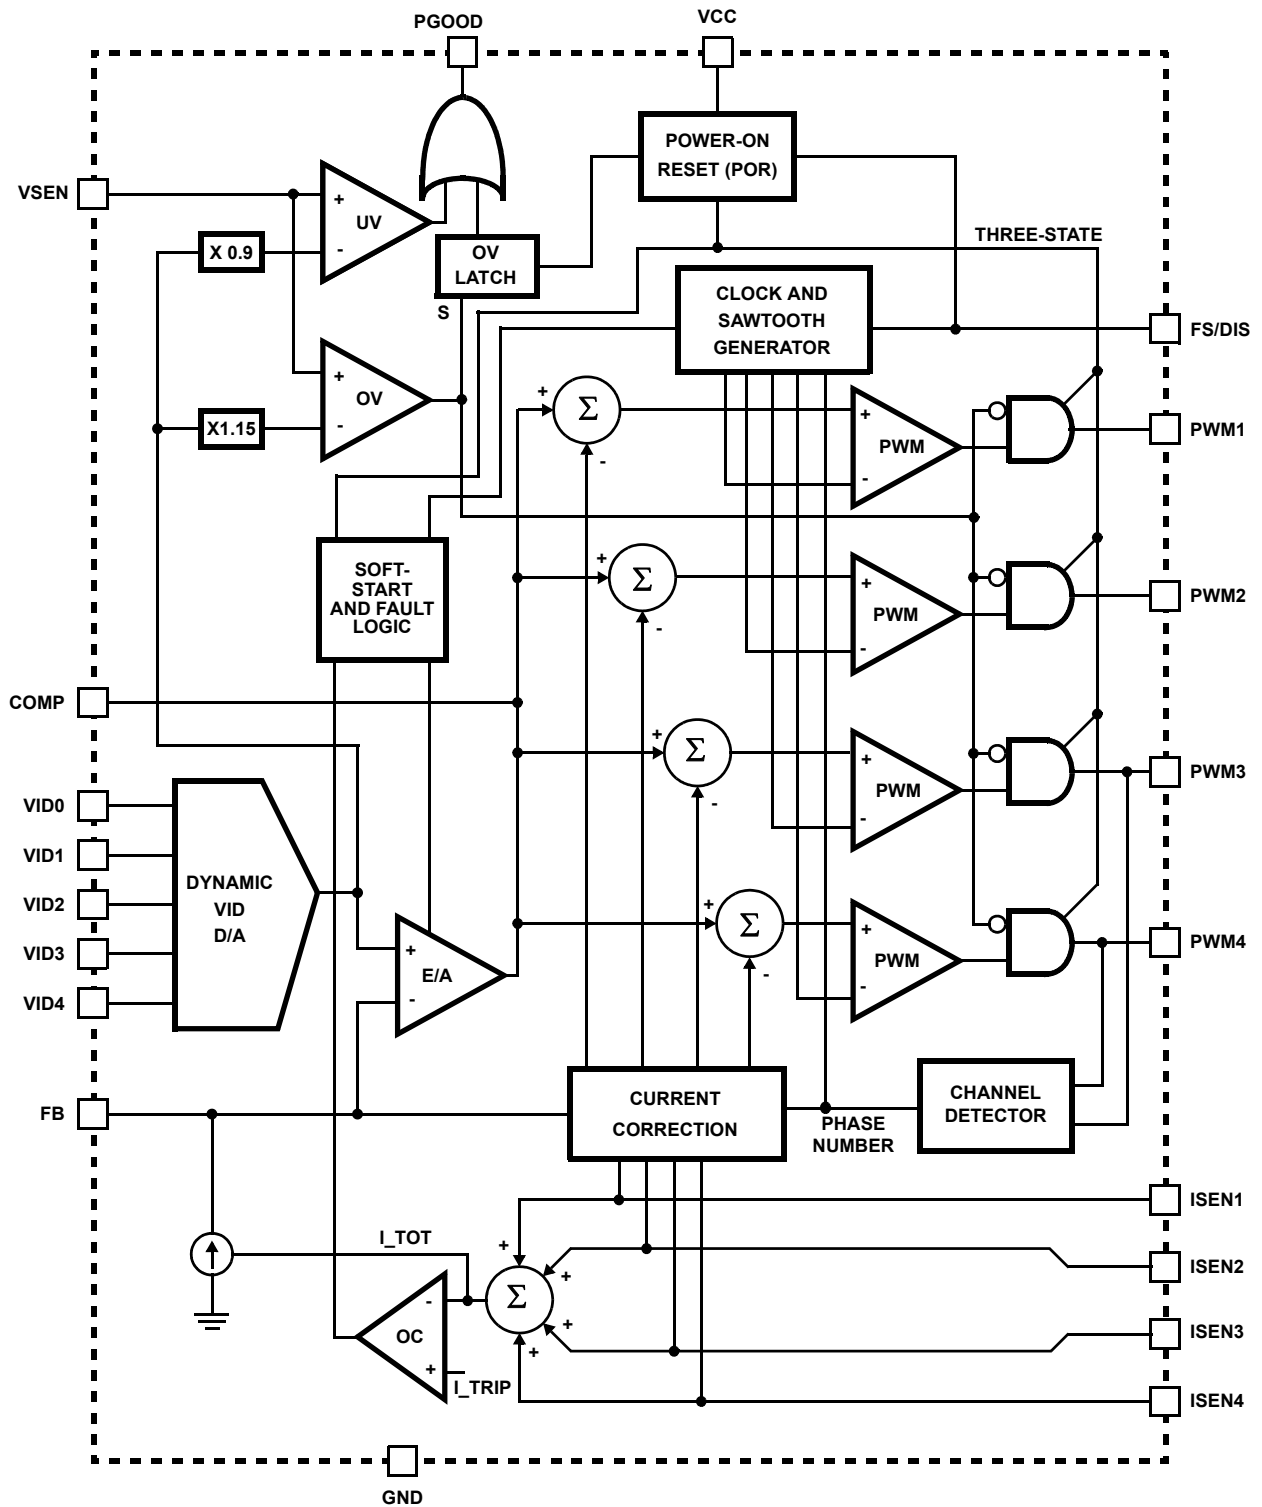 PGOOD
VCC
POWER-ON
RESET (POR)
VSEN
+
UV
-
X 0.9
OV
LATCH
S
THREE-STATE
CLOCK AND
SAWTOOTH
GENERATOR
FS/DIS
+
OV
-
X1.15
+
Σ
-
+
PWM
-
PWM1
SOFT-
START
AND FAULT
LOGIC
+
Σ
-
+
PWM
-
PWM2
COMP
+
Σ
-
+
PWM
-
PWM3
VID0
VID1
VID2
VID3
VID4
DYNAMIC
VID
D/A
+
E/A
-
+
Σ
-
+
PWM
-
PWM4
FB
CURRENT
CORRECTION
PHASE
NUMBER
CHANNEL
DETECTOR
ISEN1
I_TOT
+
+
Σ
+
+
ISEN2
-
OC
+
I_TRIP
ISEN3
ISEN4
GND